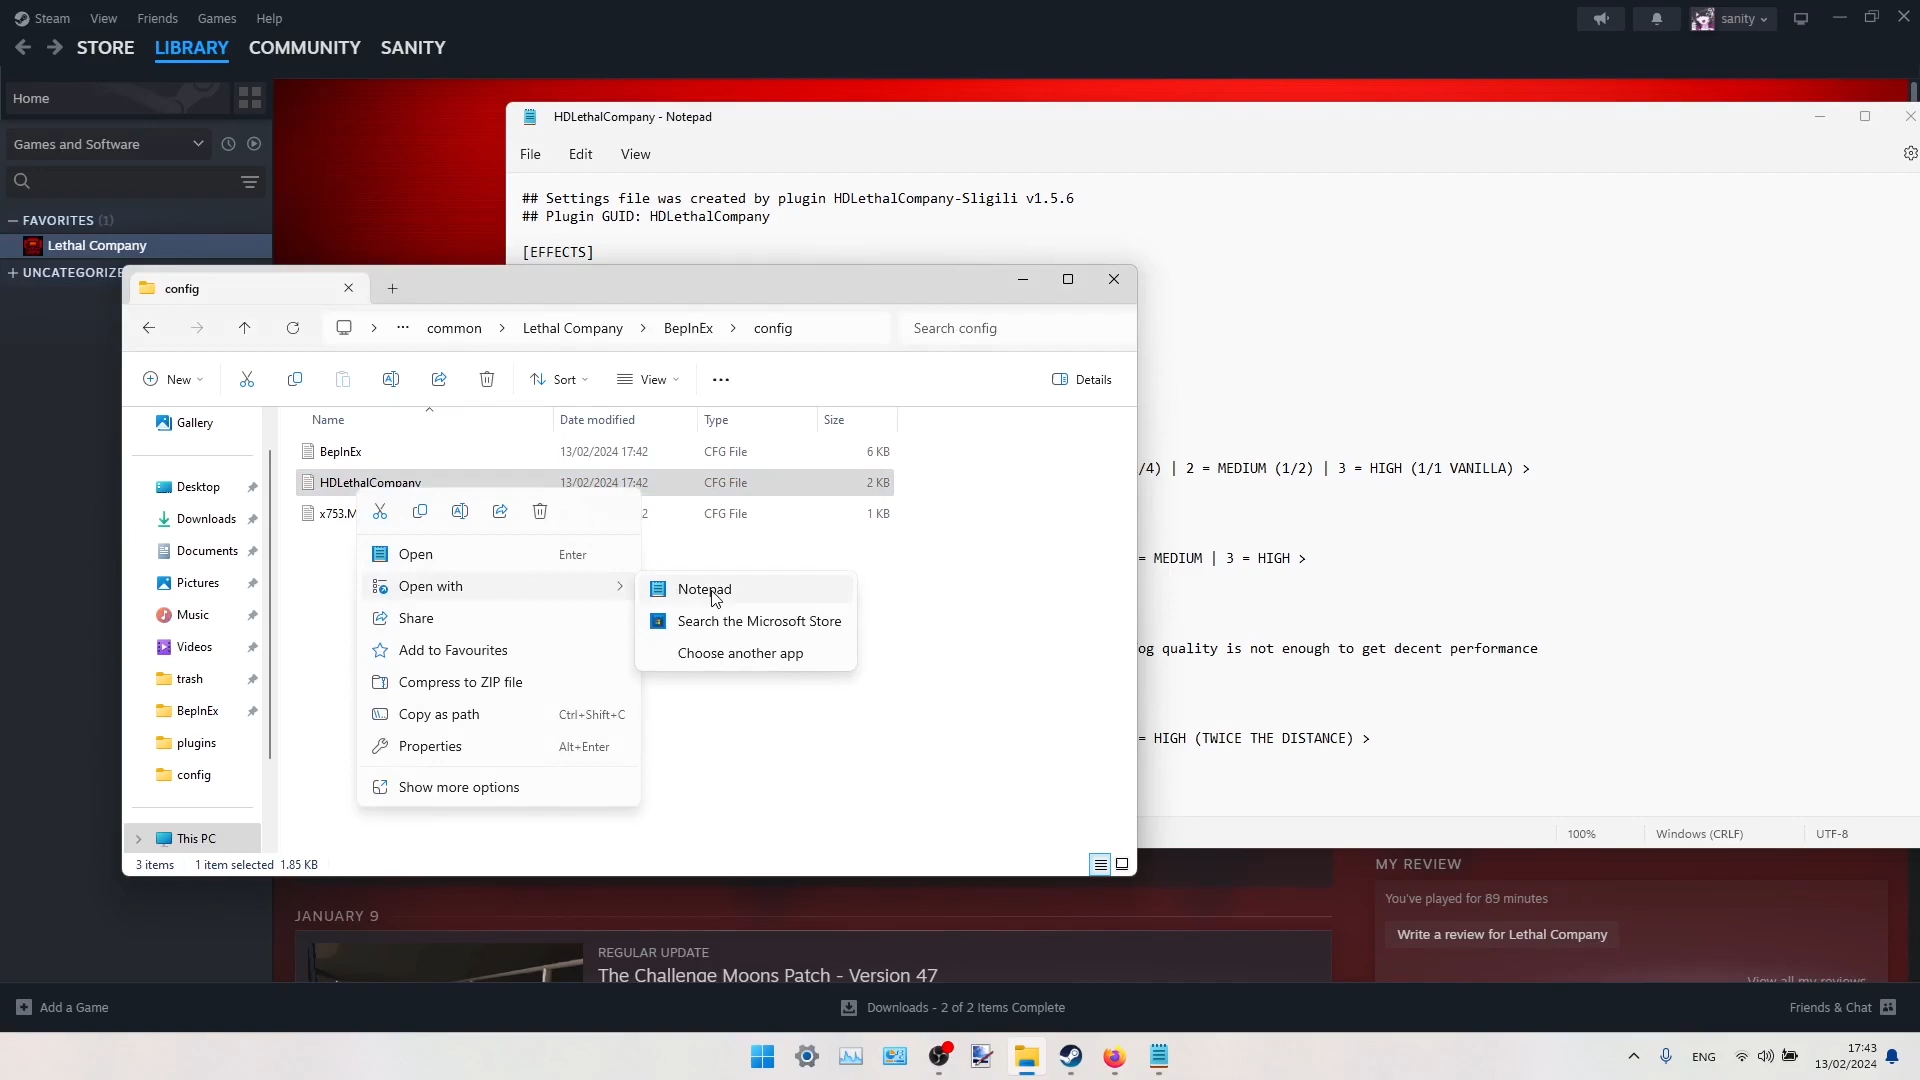 Steam View Friends Games Help
sanity
STORE LIBRARY COMMUNITY SANITY
Home
Games and Software
FAVORITES (1)
Lethal Company
UNCATEGORIZE
HDLethalCompany - Notepad
File Edit View
## Settings file was created by plugin HDLethalCompany-Sligili v1.5.6
## Plugin GUID: HDLethalCompany
[EFFECTS]
/4) | 2 = MEDIUM (1/2) | 3 = HIGH (1/1 VANILLA) >
= MEDIUM | 3 = HIGH >
og quality is not enough to get decent performance
= HIGH (TWICE THE DISTANCE) >
100% Windows (CRLF) UTF-8
config
common > Lethal Company > BepInEx > config
Search config
New Sort View ... Details
Name Date modified Type Size
BepInEx 13/02/2024 17:42 CFG File 6 KB
HDLethalCompany 13/02/2024 17:42 CFG File 2 KB
x753.M 2 CFG File 1 KB
Gallery
Desktop
Downloads
Documents
Pictures
Music
Videos
trash
BepInEx
plugins
config
This PC
3 items 1 item selected 1.85 KB
Open Enter
Open with
Share
Add to Favourites
Compress to ZIP file
Copy as path Ctrl+Shift+C
Properties Alt+Enter
Show more options
Notepad
Search the Microsoft Store
Choose another app
JANUARY 9
REGULAR UPDATE
The Challenge Moons Patch - Version 47
MY REVIEW
You've played for 89 minutes
Write a review for Lethal Company
View all my reviews
Add a Game
Downloads - 2 of 2 Items Complete
Friends & Chat
ENG
17:43
13/02/2024